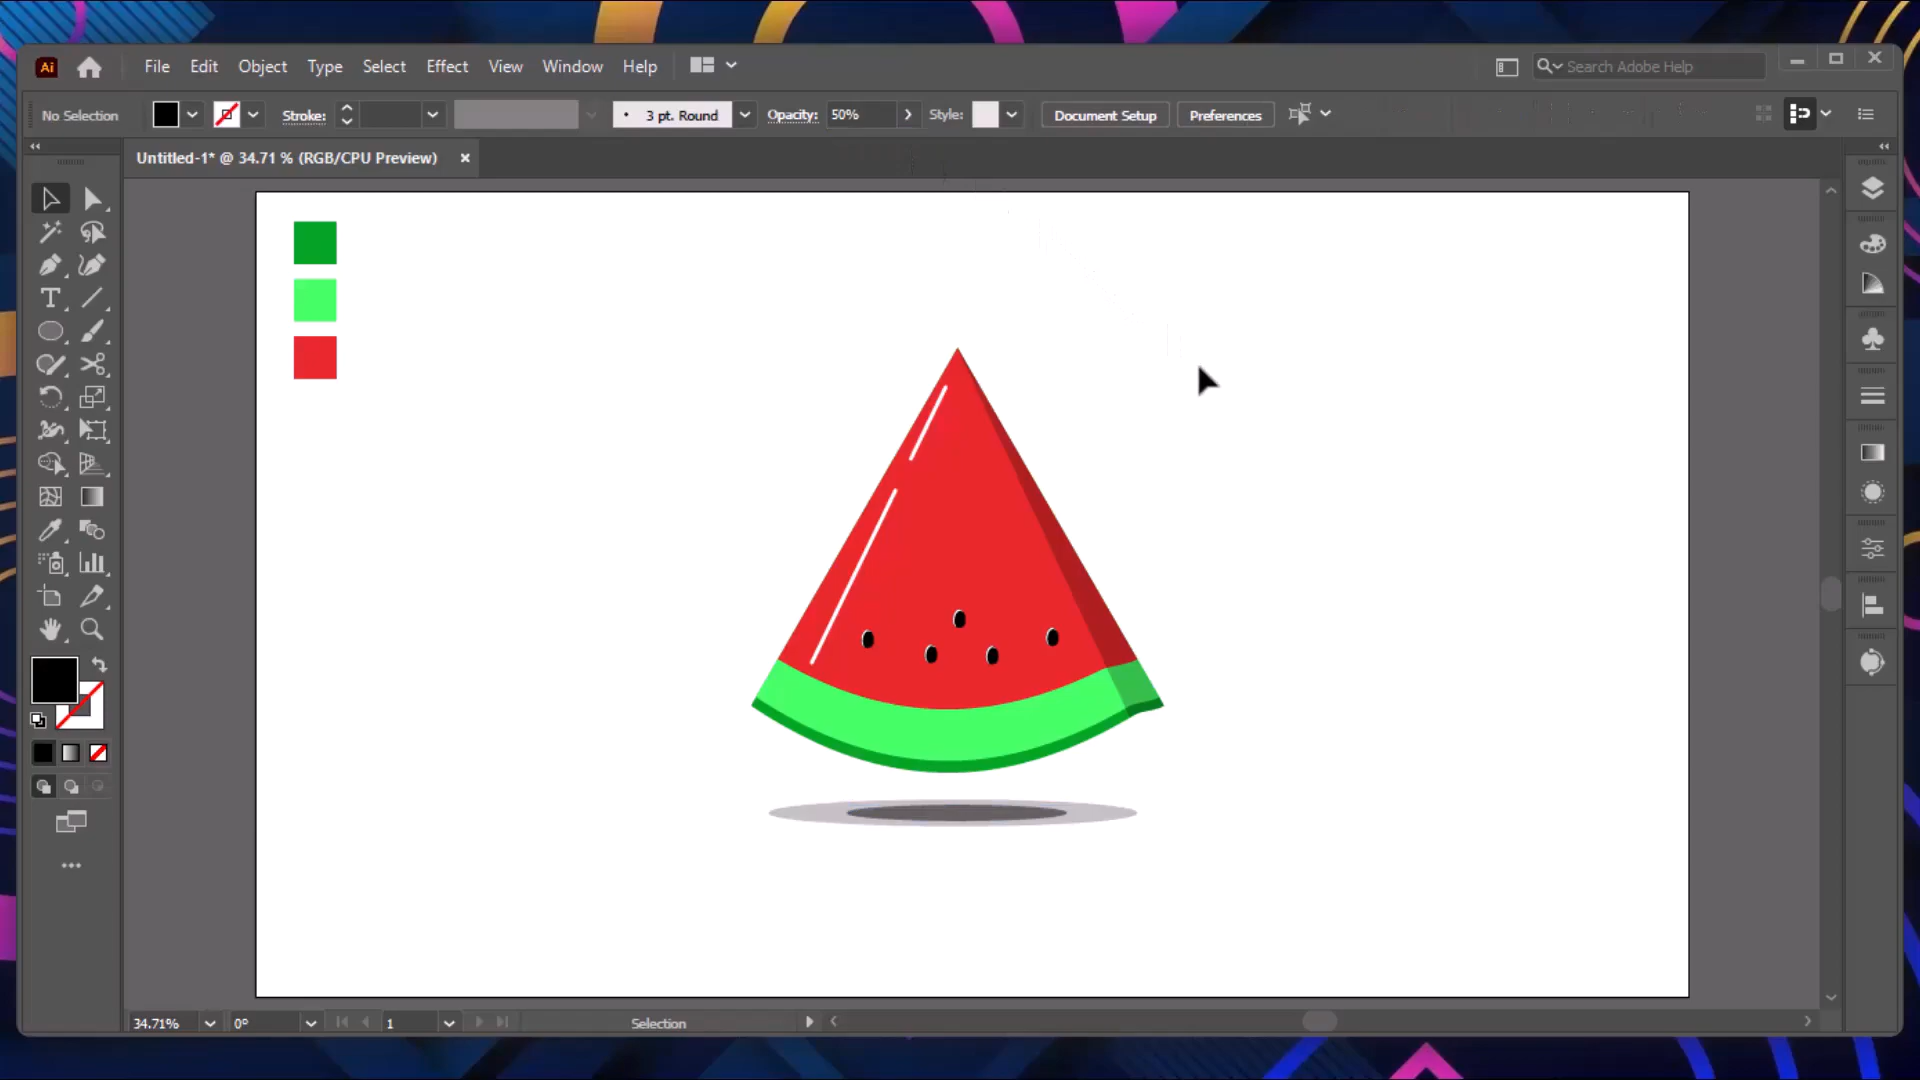 Ai File Edit Object Type Select Effect View Window Help Search Adobe Help
No Selection Stroke: 3 pt. Round Opacity: 50% Style: Document Setup Preferences
Untitled-1* @ 34.71 % (RGB/CPU Preview)
34.71% 0° 1 Selection